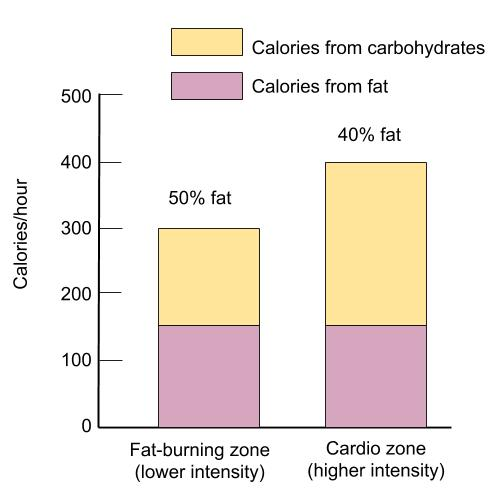 Calories from carbohydrates
Calories from fat
500
40% fat
400
50% fat
300
Calories/hour
200
100
0
Fat-burning zone
(lower intensity)
Cardio zone
(higher intensity)